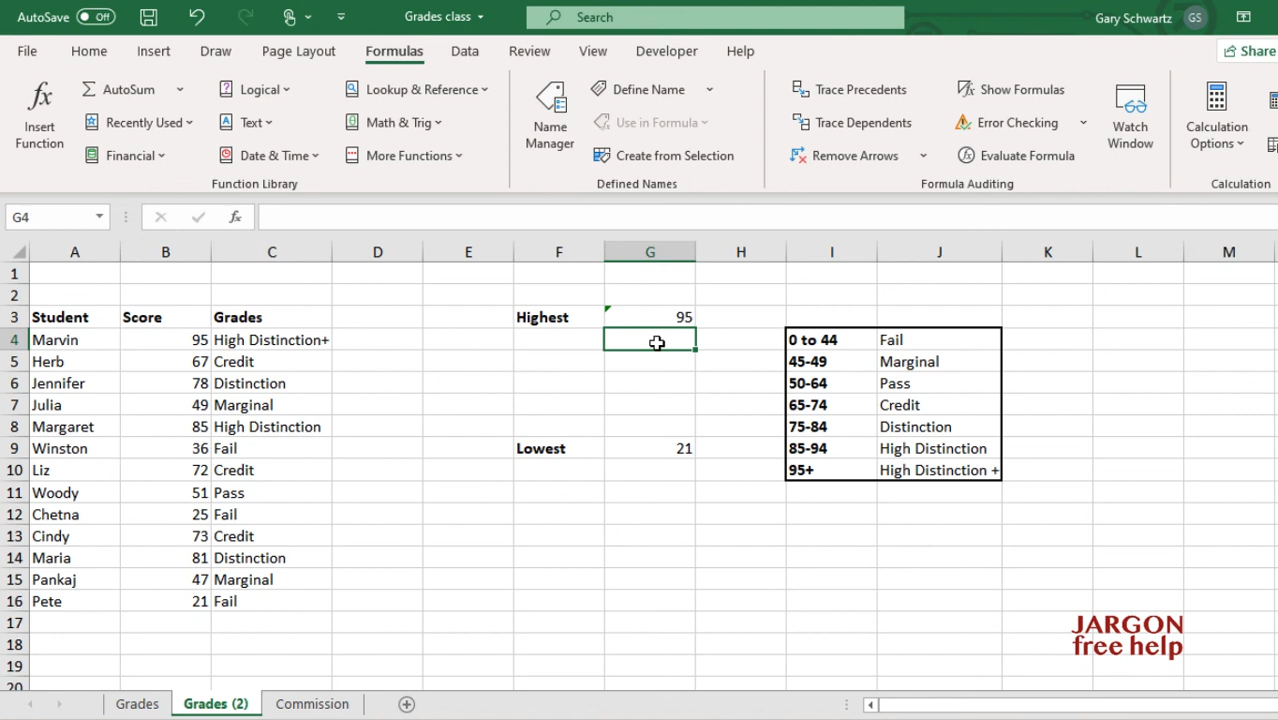 AutoSave Off Grades class Search Gary Schwartz GS
File Home Insert Draw Page Layout Formulas Data Review View Developer Help Share
fx Insert Function
AutoSum
Recently Used
Financial
Logical
Text
Date & Time
Lookup & Reference
Math & Trig
More Functions
Function Library
Name Manager
Define Name
Use in Formula
Create from Selection
Defined Names
Trace Precedents
Trace Dependents
Remove Arrows
Show Formulas
Error Checking
Evaluate Formula
Formula Auditing
Watch Window
Calculation Options
Calculation
G4 fx
A B C D E F G H I J K L M
1
2
3 Student Score Grades Highest 95
4 Marvin 95 High Distinction+ 0 to 44 Fail
5 Herb 67 Credit 45-49 Marginal
6 Jennifer 78 Distinction 50-64 Pass
7 Julia 49 Marginal 65-74 Credit
8 Margaret 85 High Distinction 75-84 Distinction
9 Winston 36 Fail Lowest 21 85-94 High Distinction
10 Liz 72 Credit 95+ High Distinction +
11 Woody 51 Pass
12 Chetna 25 Fail
13 Cindy 73 Credit
14 Maria 81 Distinction
15 Pankaj 47 Marginal
16 Pete 21 Fail
17
18
19
20
JARGON
free help
Grades Grades (2) Commission